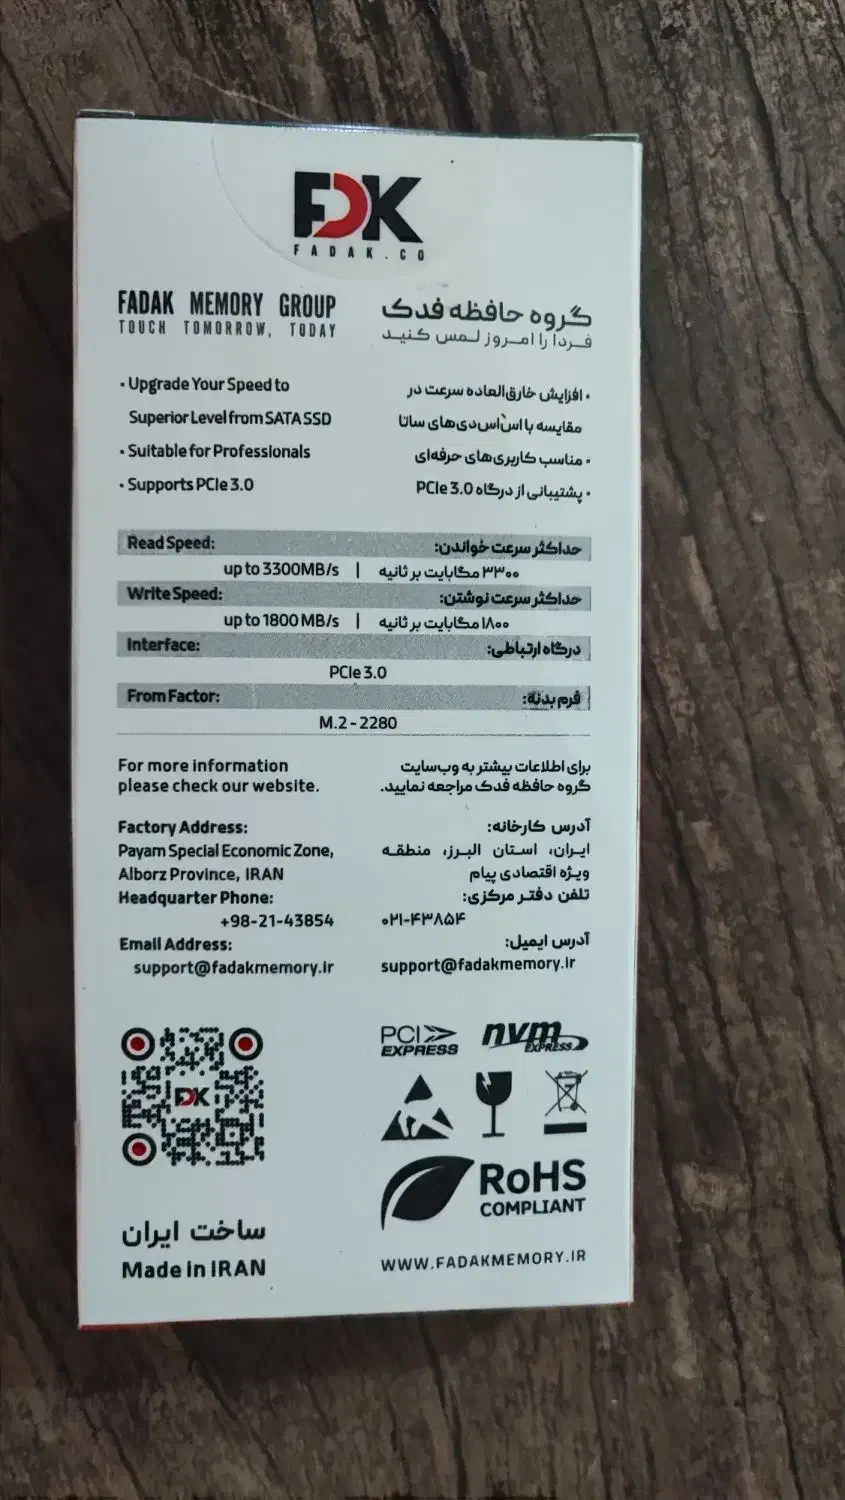 FDK
FADAK.CO
FADAK MEMORY GROUP
TOUCH TOMORROW, TODAY
گروه حافظه فدک
فردا را امروز لمس کنید
• Upgrade Your Speed to
Superior Level from SATA SSD
• Suitable for Professionals
• Supports PCIe 3.0
• افزایش خارق‌العاده سرعت در
مقایسه با اس‌اس‌دی‌های ساتا
• مناسب کاربری‌های حرفه‌ای
• پشتیبانی از درگاه PCIe 3.0
Read Speed: حداکثر سرعت خواندن:
up to 3300MB/s | ۳۳۰۰ مگابایت بر ثانیه
Write Speed: حداکثر سرعت نوشتن:
up to 1800 MB/s | ۱۸۰۰ مگابایت بر ثانیه
Interface: درگاه ارتباطی:
PCIe 3.0
From Factor: فرم بدنه:
M.2 - 2280
For more information
please check our website.
برای اطلاعات بیشتر به وب‌سایت
گروه حافظه فدک مراجعه نمایید.
Factory Address:
Payam Special Economic Zone,
Alborz Province, IRAN
Headquarter Phone:
+98-21-43854
Email Address:
support@fadakmemory.ir
آدرس کارخانه:
ایران، استان البرز، منطقه
ویژه اقتصادی پیام
تلفن دفتر مرکزی:
۰۲۱-۴۳۸۵۴
آدرس ایمیل:
support@fadakmemory.ir
FDK
ساخت ایران
Made in IRAN
PCI EXPRESS
nvm EXPRESS
RoHS
COMPLIANT
WWW.FADAKMEMORY.IR